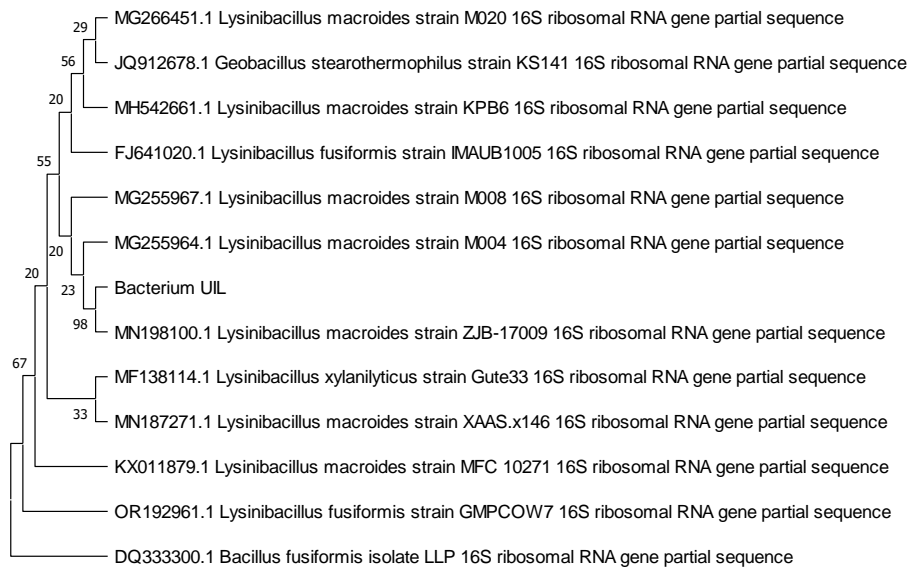 MG266451.1 Lysinibacillus macroides strain M020 16S ribosomal RNA gene partial sequence
29
56
JQ912678.1 Geobacillus stearothermophilus strain KS141 16S ribosomal RNA gene partial sequence
20
MH542661.1 Lysinibacillus macroides strain KPB6 16S ribosomal RNA gene partial sequence
55
FJ641020.1 Lysinibacillus fusiformis strain IMAUB1005 16S ribosomal RNA gene partial sequence
MG255967.1 Lysinibacillus macroides strain M008 16S ribosomal RNA gene partial sequence
20
MG255964.1 Lysinibacillus macroides strain M004 16S ribosomal RNA gene partial sequence
20
23
Bacterium UIL
98
MN198100.1 Lysinibacillus macroides strain ZJB-17009 16S ribosomal RNA gene partial sequence
67
MF138114.1 Lysinibacillus xylanilyticus strain Gute33 16S ribosomal RNA gene partial sequence
33
MN187271.1 Lysinibacillus macroides strain XAAS.x146 16S ribosomal RNA gene partial sequence
KX011879.1 Lysinibacillus macroides strain MFC 10271 16S ribosomal RNA gene partial sequence
OR192961.1 Lysinibacillus fusiformis strain GMPCOW7 16S ribosomal RNA gene partial sequence
DQ333300.1 Bacillus fusiformis isolate LLP 16S ribosomal RNA gene partial sequence